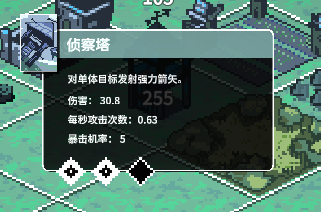 侦察塔
对单体目标发射强力箭矢。
伤害： 30.8
255
每秒攻击次数：0.63
暴击机率： 5